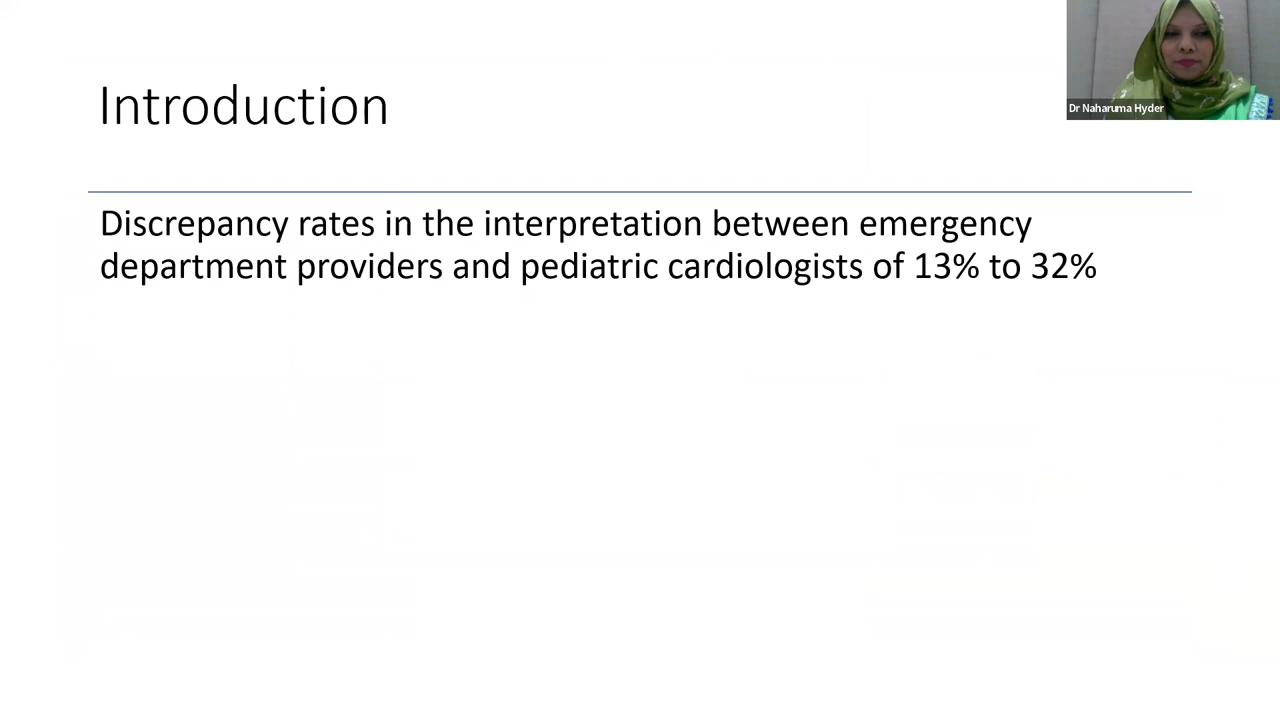 Introduction
Dr Naharuma Hyder
Discrepancy rates in the interpretation between emergency
department providers and pediatric cardiologists of 13% to 32%